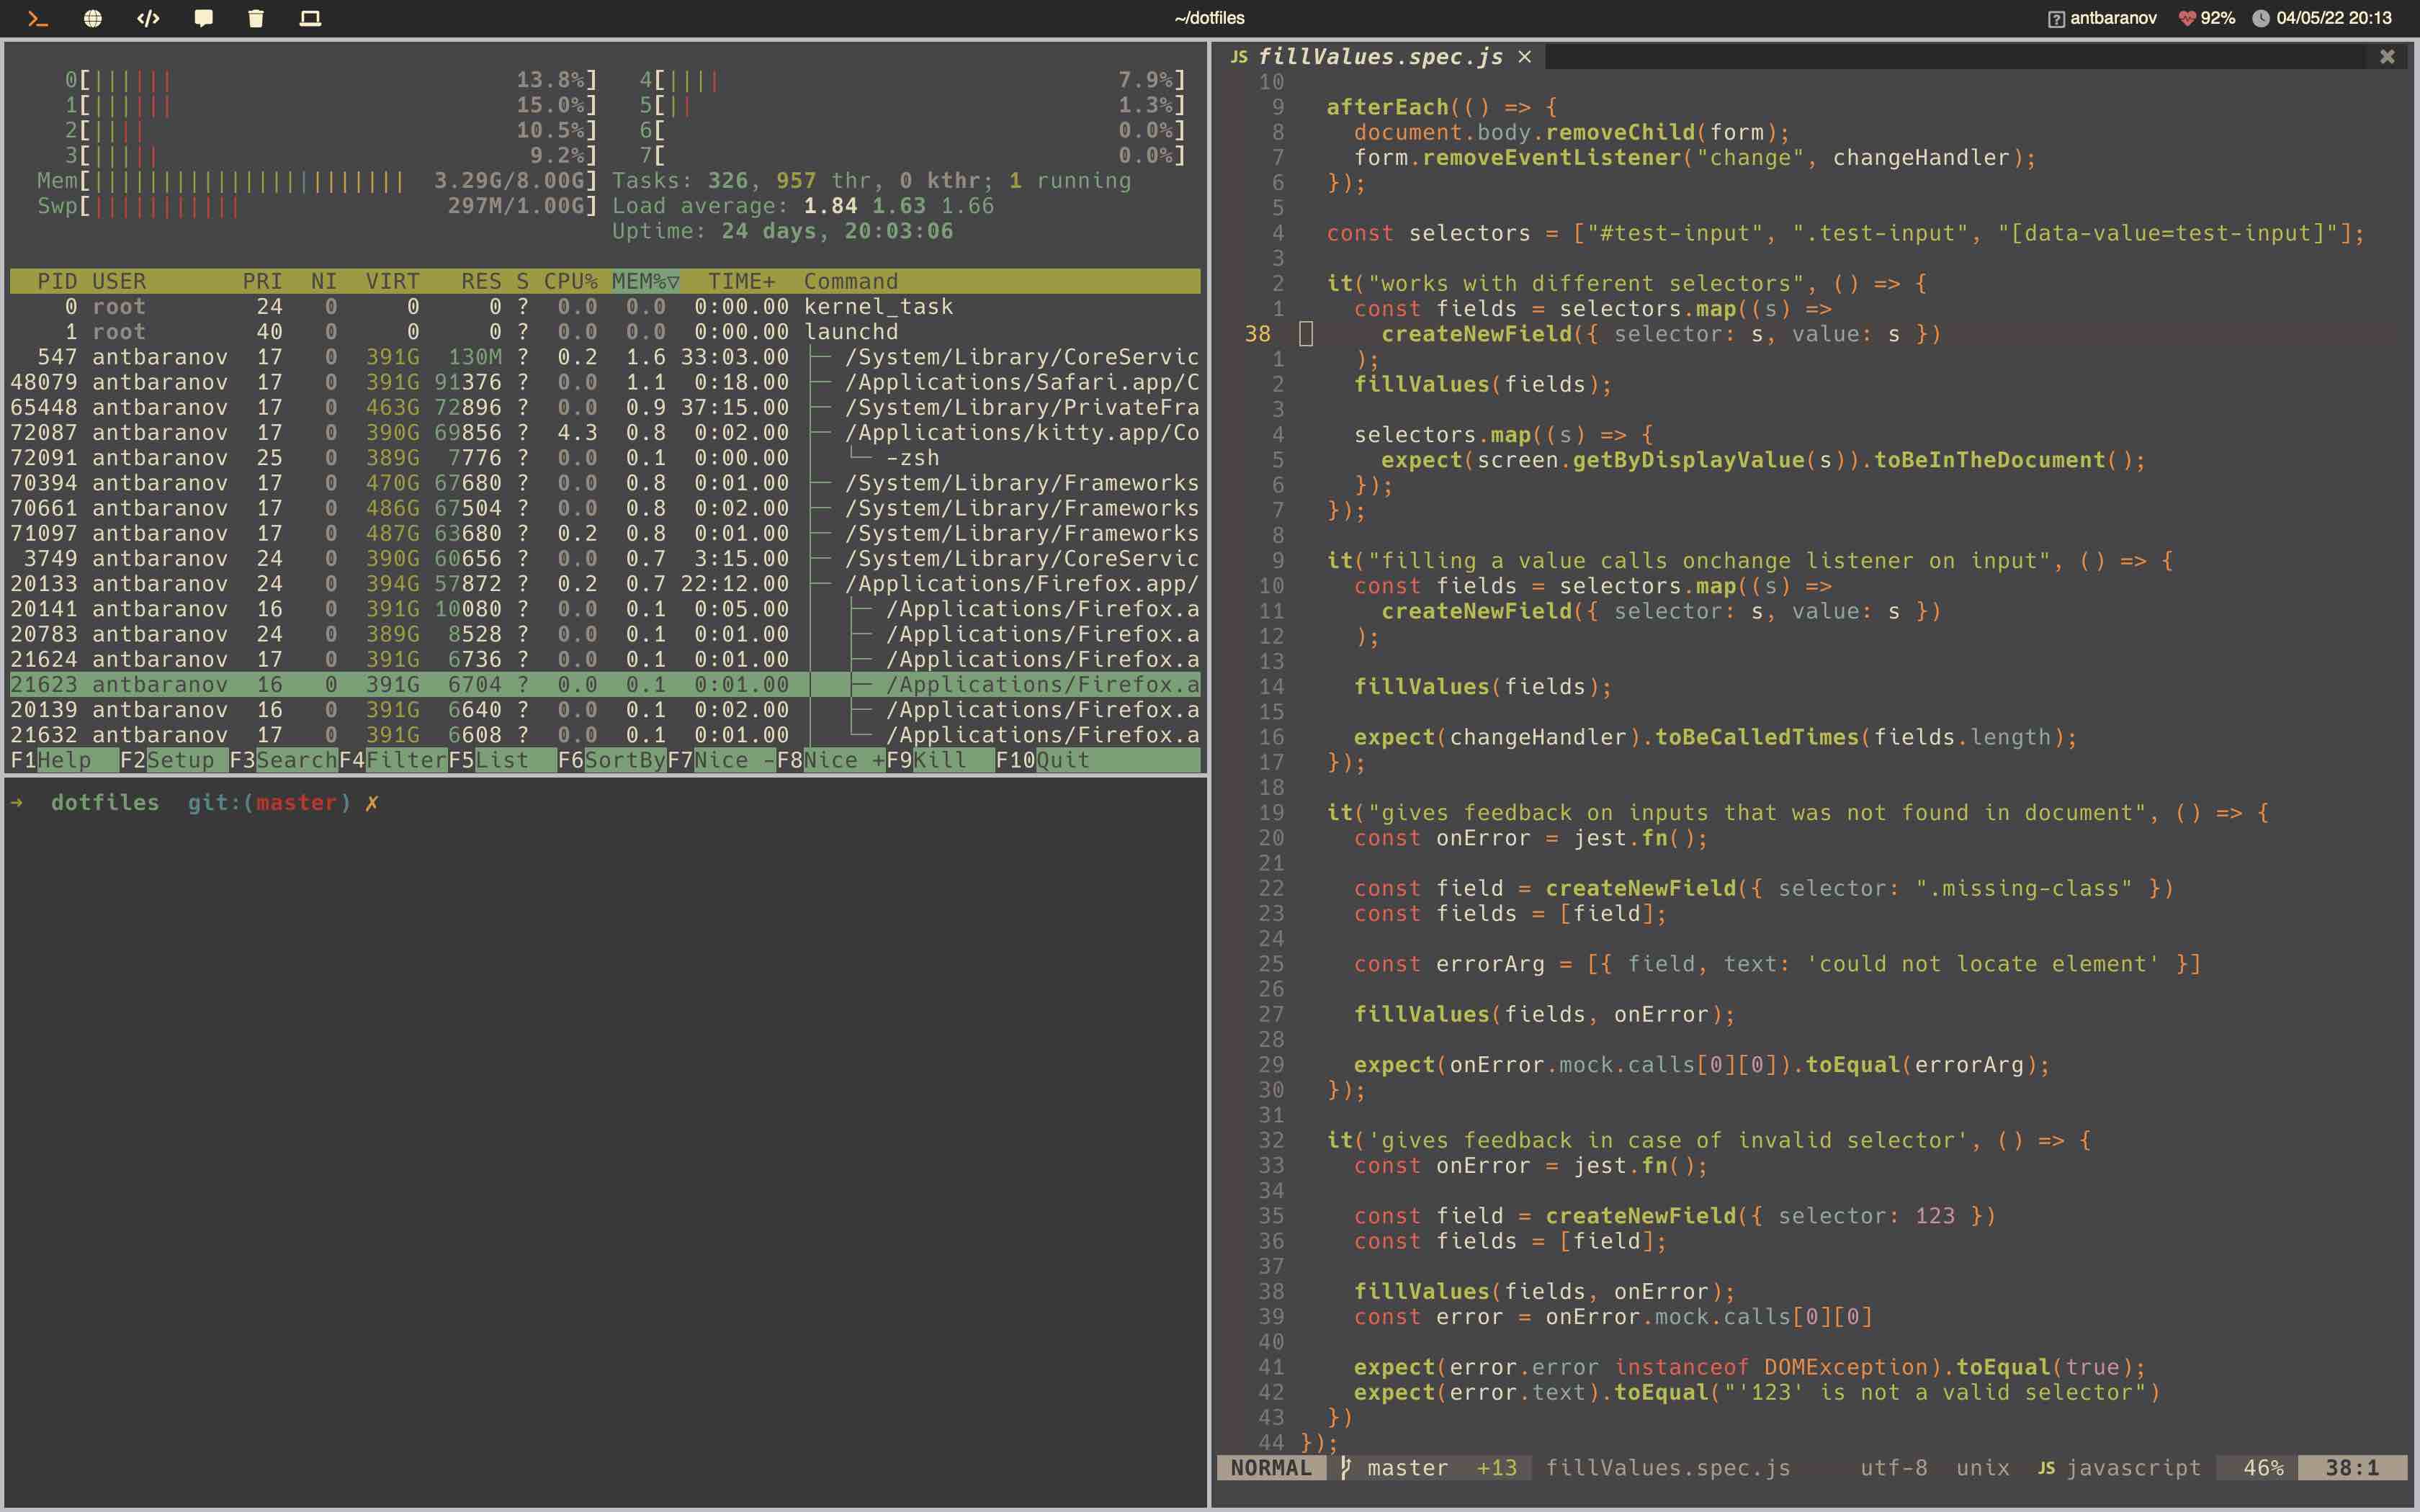 ~/dotfiles
antbaranov 92% 04/05/22 20:13
0[|||||| 13.8%] 4[|||| 7.9%]
1[|||||| 15.0%] 5[|| 1.3%]
2[|||| 10.5%] 6[ 0.0%]
3[||||| 9.2%] 7[ 0.0%]
Mem[||||||||||||||||||||||| 3.29G/8.00G] Tasks: 326, 957 thr, 0 kthr; 1 running
Swp[||||||||||| 297M/1.00G] Load average: 1.84 1.63 1.66
Uptime: 24 days, 20:03:06
PID USER PRI NI VIRT RES S CPU% MEM%▽ TIME+ Command
0 root 24 0 0 0 ? 0.0 0.0 0:00.00 kernel_task
1 root 40 0 0 0 ? 0.0 0.0 0:00.00 launchd
547 antbaranov 17 0 391G 130M ? 0.2 1.6 33:03.00 ├─ /System/Library/CoreServic
48079 antbaranov 17 0 391G 91376 ? 0.0 1.1 0:18.00 ├─ /Applications/Safari.app/C
65448 antbaranov 17 0 463G 72896 ? 0.0 0.9 37:15.00 ├─ /System/Library/PrivateFra
72087 antbaranov 17 0 390G 69856 ? 4.3 0.8 0:02.00 ├─ /Applications/kitty.app/Co
72091 antbaranov 25 0 389G 7776 ? 0.0 0.1 0:00.00 │ └─ -zsh
70394 antbaranov 17 0 470G 67680 ? 0.0 0.8 0:01.00 ├─ /System/Library/Frameworks
70661 antbaranov 17 0 486G 67504 ? 0.0 0.8 0:02.00 ├─ /System/Library/Frameworks
71097 antbaranov 17 0 487G 63680 ? 0.2 0.8 0:01.00 ├─ /System/Library/Frameworks
3749 antbaranov 24 0 390G 60656 ? 0.0 0.7 3:15.00 ├─ /System/Library/CoreServic
20133 antbaranov 24 0 394G 57872 ? 0.2 0.7 22:12.00 ├─ /Applications/Firefox.app/
20141 antbaranov 16 0 391G 10080 ? 0.0 0.1 0:05.00 │ ├─ /Applications/Firefox.a
20783 antbaranov 24 0 389G 8528 ? 0.0 0.1 0:01.00 │ ├─ /Applications/Firefox.a
21624 antbaranov 17 0 391G 6736 ? 0.0 0.1 0:01.00 │ ├─ /Applications/Firefox.a
21623 antbaranov 16 0 391G 6704 ? 0.0 0.1 0:01.00 │ ├─ /Applications/Firefox.a
20139 antbaranov 16 0 391G 6640 ? 0.0 0.1 0:02.00 │ ├─ /Applications/Firefox.a
21632 antbaranov 17 0 391G 6608 ? 0.0 0.1 0:01.00 │ └─ /Applications/Firefox.a
F1Help F2Setup F3SearchF4FilterF5List F6SortByF7Nice -F8Nice +F9Kill F10Quit
→ dotfiles git:(master) ✗
JS fillValues.spec.js ×
10
9 afterEach(() => {
8 document.body.removeChild(form);
7 form.removeEventListener("change", changeHandler);
6 });
5
4 const selectors = ["#test-input", ".test-input", "[data-value=test-input]"];
3
2 it("works with different selectors", () => {
1 const fields = selectors.map((s) =>
38 createNewField({ selector: s, value: s })
1 );
2 fillValues(fields);
3
4 selectors.map((s) => {
5 expect(screen.getByDisplayValue(s)).toBeInTheDocument();
6 });
7 });
8
9 it("filling a value calls onchange listener on input", () => {
10 const fields = selectors.map((s) =>
11 createNewField({ selector: s, value: s })
12 );
13
14 fillValues(fields);
15
16 expect(changeHandler).toBeCalledTimes(fields.length);
17 });
18
19 it("gives feedback on inputs that was not found in document", () => {
20 const onError = jest.fn();
21
22 const field = createNewField({ selector: ".missing-class" })
23 const fields = [field];
24
25 const errorArg = [{ field, text: 'could not locate element' }]
26
27 fillValues(fields, onError);
28
29 expect(onError.mock.calls[0][0]).toEqual(errorArg);
30 });
31
32 it('gives feedback in case of invalid selector', () => {
33 const onError = jest.fn();
34
35 const field = createNewField({ selector: 123 })
36 const fields = [field];
37
38 fillValues(fields, onError);
39 const error = onError.mock.calls[0][0]
40
41 expect(error.error instanceof DOMException).toEqual(true);
42 expect(error.text).toEqual("'123' is not a valid selector")
43 })
44 });
NORMAL master +13 fillValues.spec.js utf-8 unix JS javascript 46% 38:1